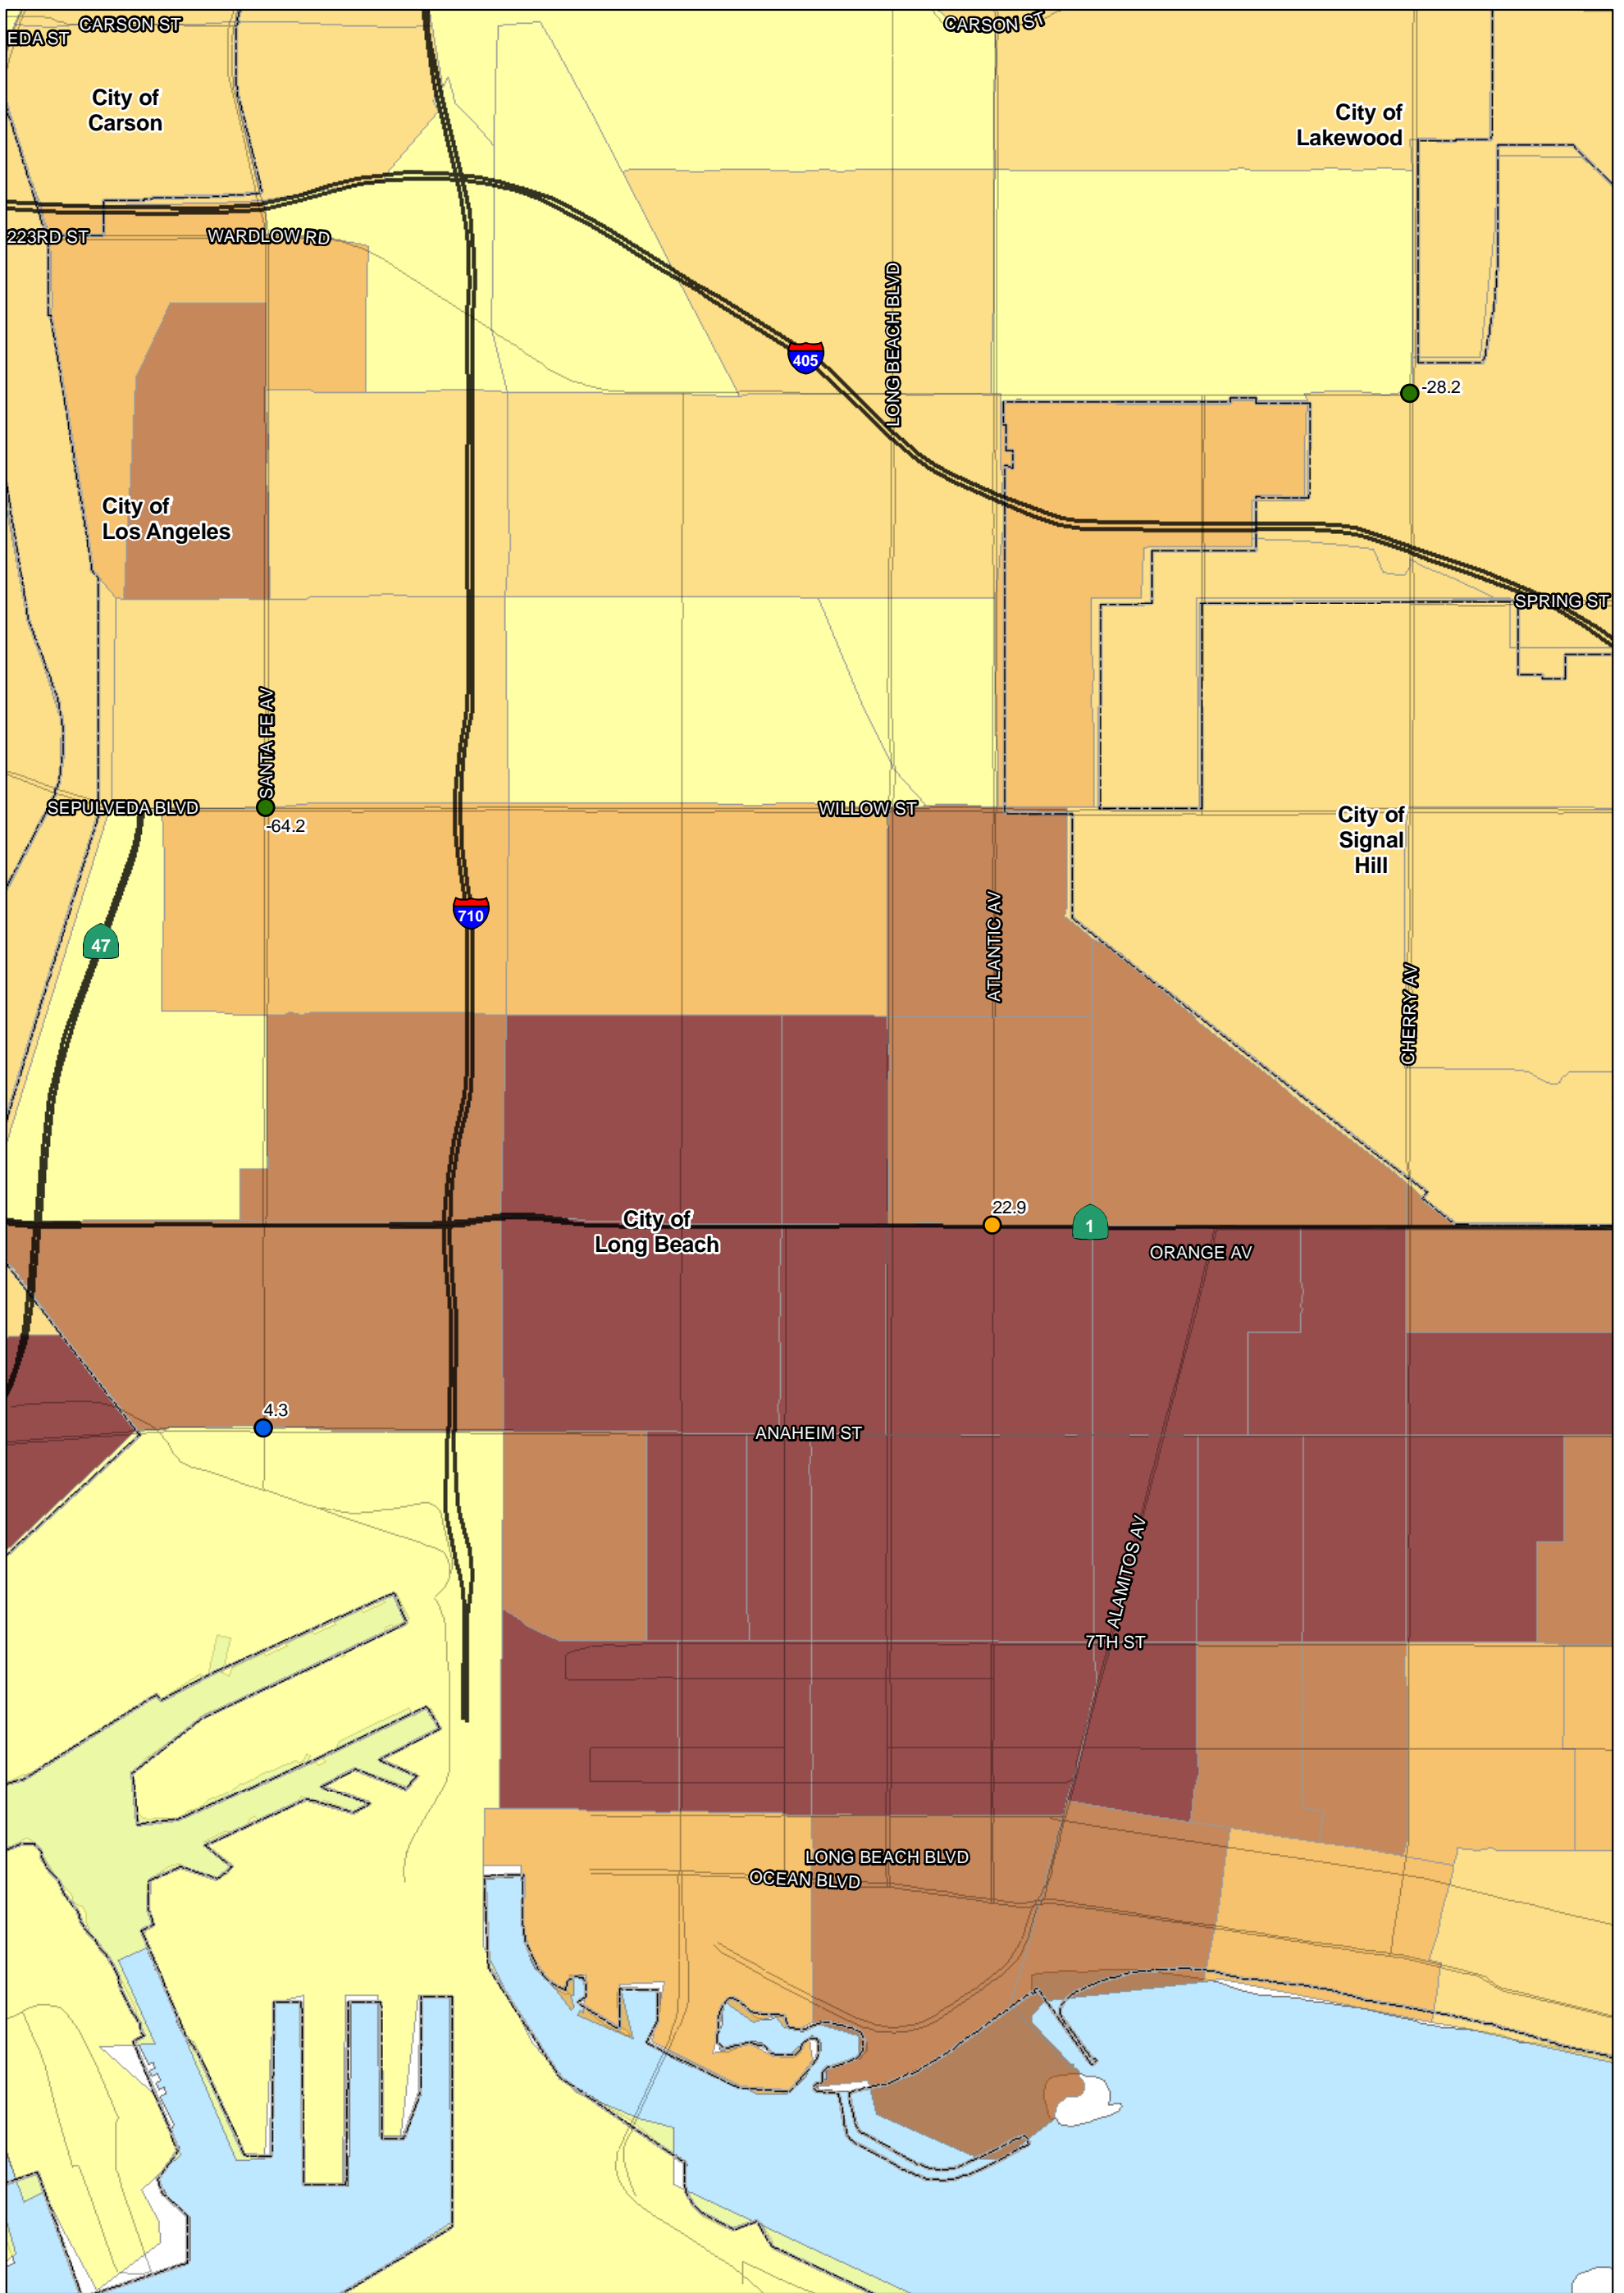 CARSON ST
CARSON ST
EDA ST
City of
Carson
City of
Lakewood
223RD ST
WARDLOW RD
LONG BEACH BLVD
405
-28.2
City of
Los Angeles
SPRING ST
SANTA FE AV
SEPULVEDA BLVD
WILLOW ST
-64.2
City of
Signal
Hill
710
47
ATLANTIC AV
CHERRY AV
22.9
City of
Long Beach
1
ORANGE AV
4.3
ANAHEIM ST
ALAMITOS AV
7TH ST
LONG BEACH BLVD
OCEAN BLVD